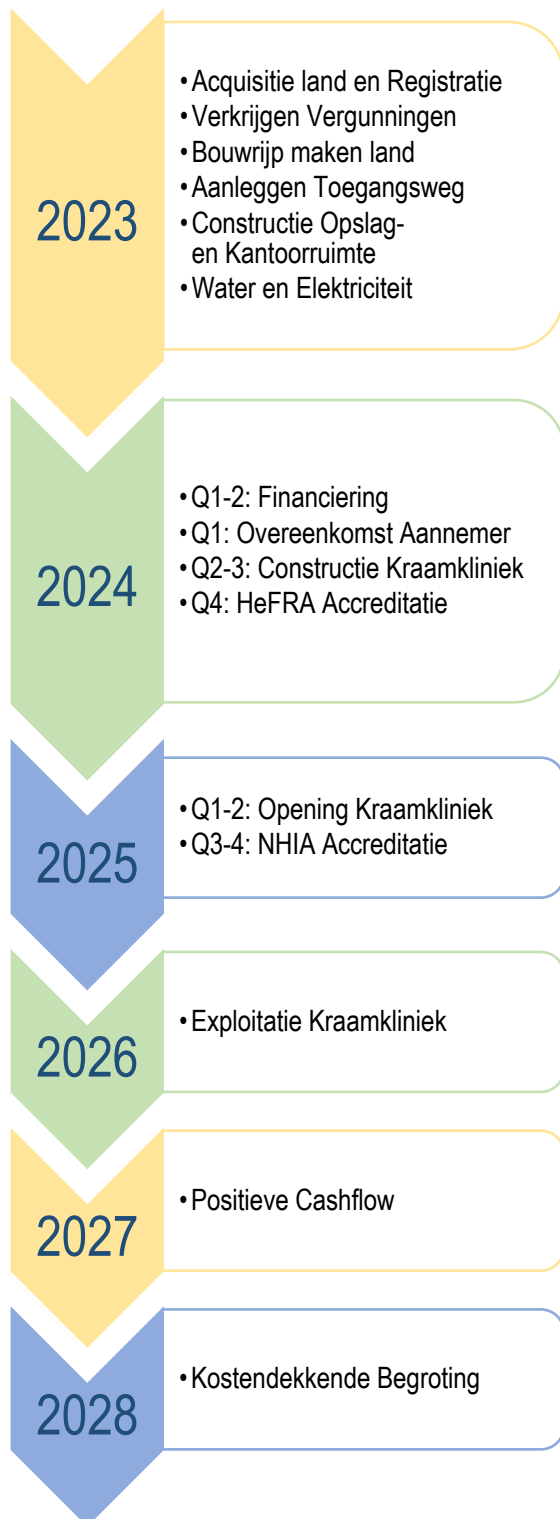 2023
•Acquisitie land en Registratie
•Verkrijgen Vergunningen
•Bouwrijp maken land
•Aanleggen Toegangsweg
•Constructie Opslag-
en Kantoorruimte
•Water en Elektriciteit
2024
•Q1-2: Financiering
•Q1: Overeenkomst Aannemer
•Q2-3: Constructie Kraamkliniek
•Q4: HeFRA Accreditatie
2025
•Q1-2: Opening Kraamkliniek
•Q3-4: NHIA Accreditatie
2026
•Exploitatie Kraamkliniek
2027
•Positieve Cashflow
2028
•Kostendekkende Begroting